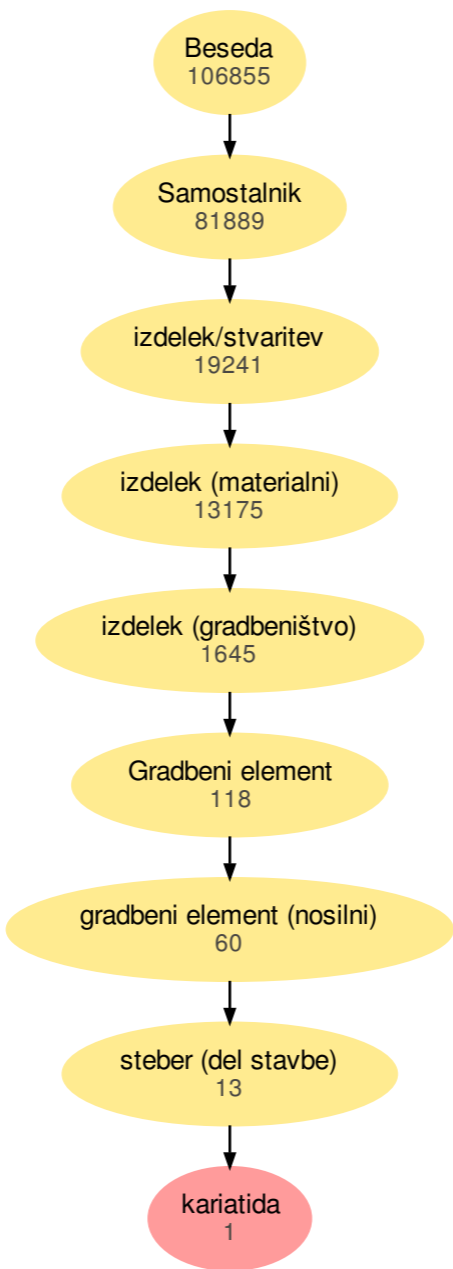 Beseda
106855
Samostalnik
81889
izdelek/stvaritev
19241
izdelek (materialni)
13175
izdelek (gradbeništvo)
1645
Gradbeni element
118
gradbeni element (nosilni)
60
steber (del stavbe)
13
kariatida
1